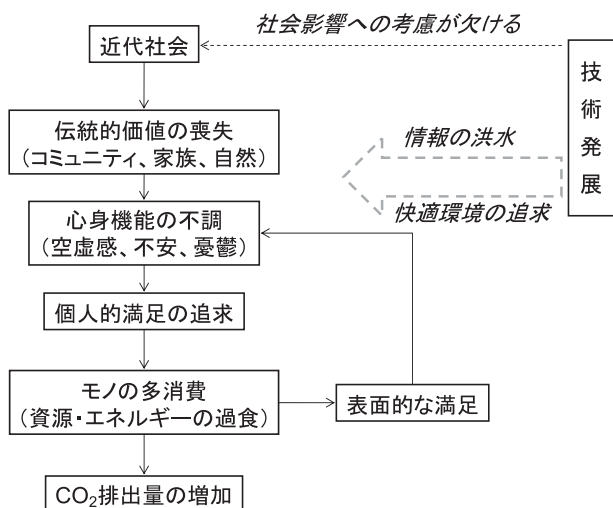 社会影響への考慮が欠ける
近代社会
技術発展
伝統的価値の喪失
(コミュニティ、家族、自然)
情報の洪水
快適環境の追求
心身機能の不調
(空虚感、不安、憂鬱)
個人的満足の追求
モノの多消費
(資源・エネルギーの過食)
表面的な満足
CO₂排出量の増加